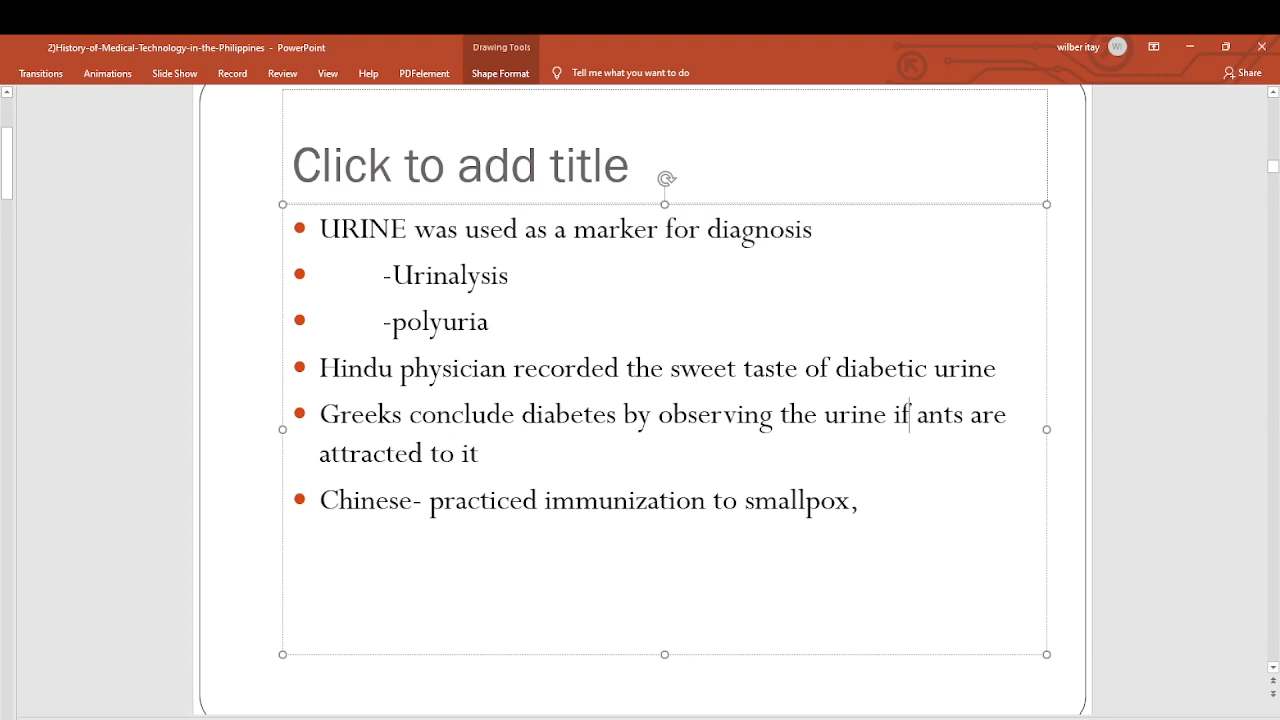 2)History-of-Medical-Technology-in-the-Philippines - PowerPoint
Drawing Tools
wilber itay
WI
Transitions Animations Slide Show Record Review View Help PDFelement Shape Format Tell me what you want to do Share
Click to add title
URINE was used as a marker for diagnosis
-Urinalysis
-polyuria
Hindu physician recorded the sweet taste of diabetic urine
Greeks conclude diabetes by observing the urine if ants are
attracted to it
Chinese- practiced immunization to smallpox,